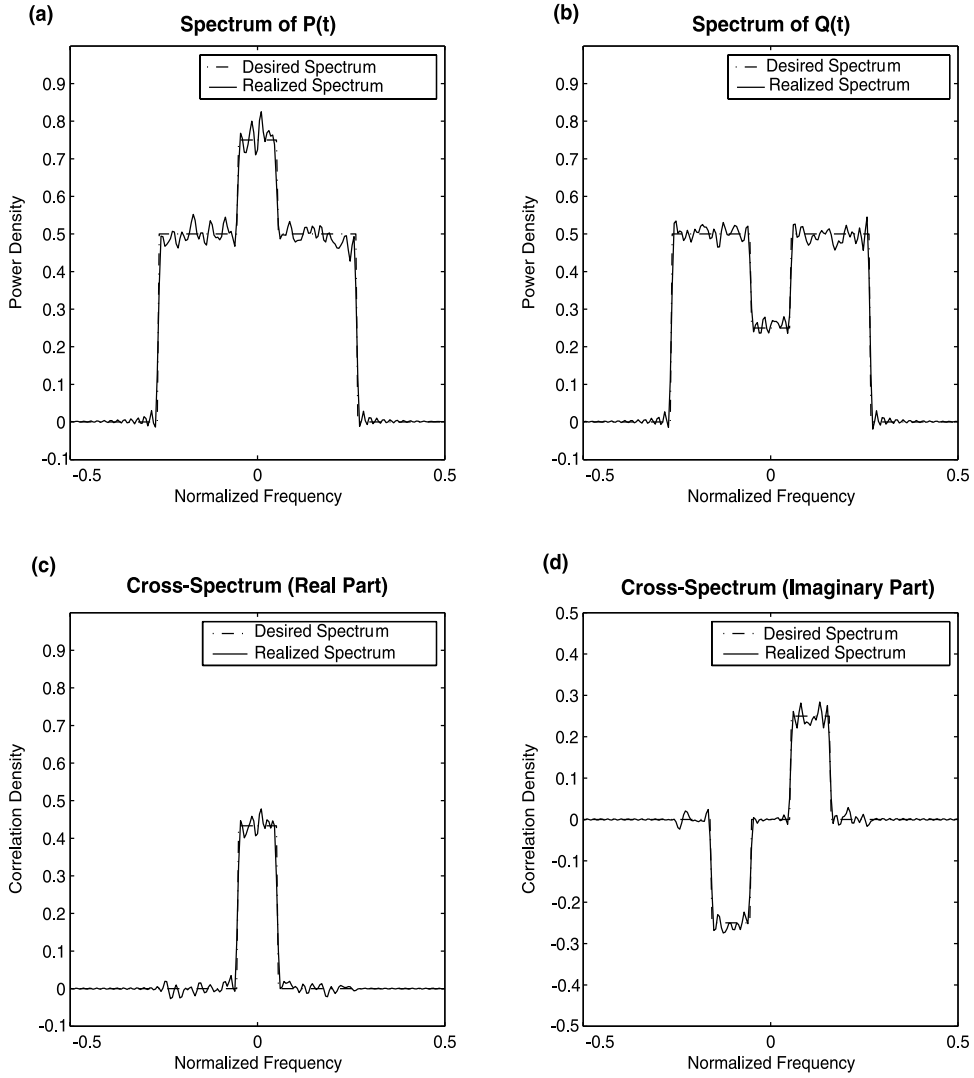 (a)
Spectrum of P(t)
Desired Spectrum
Realized Spectrum
0.9
0.8
0.7
0.6
0.5
0.4
0.3
0.2
0.1
0
-0.1
Power Density
-0.5
0
0.5
Normalized Frequency
(b)
Spectrum of Q(t)
Desired Spectrum
Realized Spectrum
0.9
0.8
0.7
0.6
0.5
0.4
0.3
0.2
0.1
0
-0.1
Power Density
-0.5
0
0.5
Normalized Frequency
(c)
Cross-Spectrum (Real Part)
Desired Spectrum
Realized Spectrum
0.9
0.8
0.7
0.6
0.5
0.4
0.3
0.2
0.1
0
-0.1
Correlation Density
-0.5
0
0.5
Normalized Frequency
(d)
Cross-Spectrum (Imaginary Part)
Desired Spectrum
Realized Spectrum
0.5
0.4
0.3
0.2
0.1
0
-0.1
-0.2
-0.3
-0.4
-0.5
Correlation Density
-0.5
0
0.5
Normalized Frequency